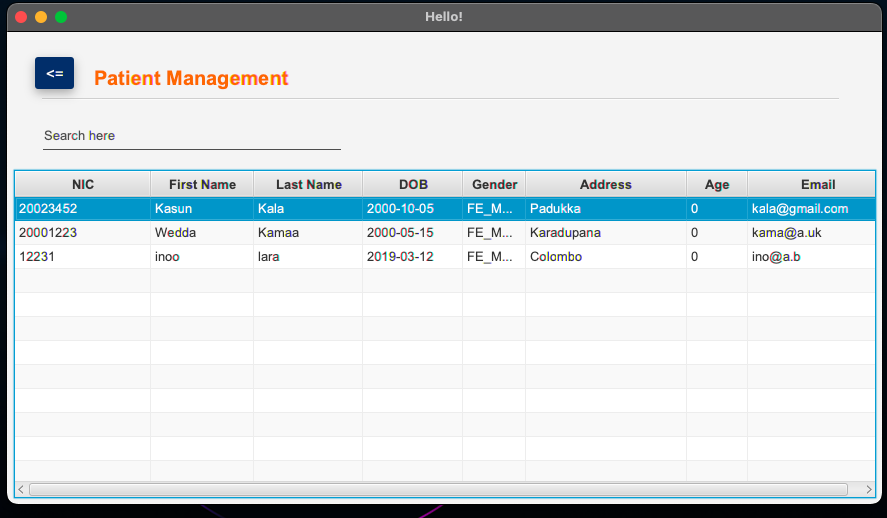 Hello!
<= Patient Management
Search here
NIC First Name Last Name DOB Gender Address Age Email
20023452 Kasun Kala 2000-10-05 FE_M... Padukka 0 kala@gmail.com
20001223 Wedda Kamaa 2000-05-15 FE_M... Karadupana 0 kama@a.uk
12231 inoo lara 2019-03-12 FE_M... Colombo 0 ino@a.b